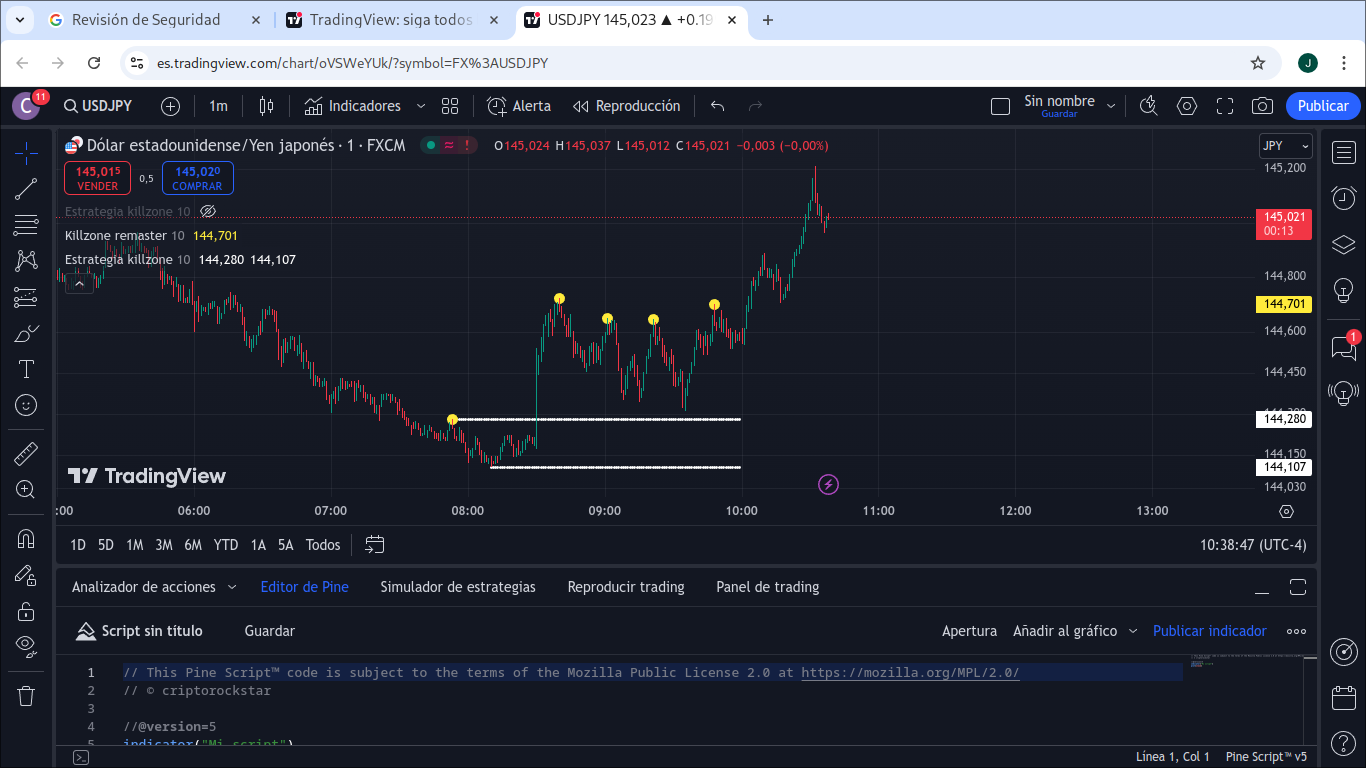 Revisión de Seguridad
TradingView: siga todos
USDJPY 145,023 ▲ +0.19
es.tradingview.com/chart/oVSWeYUk/?symbol=FX%3AUSDJPY
J
C
11
USDJPY
1m
Indicadores
Alerta
Reproducción
Sin nombre
Guardar
Publicar
Dólar estadounidense/Yen japonés · 1 · FXCM
O145,024 H145,037 L145,012 C145,021 −0,003 (−0,00%)
JPY
145,015
VENDER
0,5
145,020
COMPRAR
Estrategia killzone 10
Killzone remaster 10 144,701
Estrategia killzone 10 144,280 144,107
145,200
145,021
00:13
144,800
144,701
144,600
144,450
144,280
144,150
144,107
144,030
TradingView
:00 06:00 07:00 08:00 09:00 10:00 11:00 12:00 13:00
1D 5D 1M 3M 6M YTD 1A 5A Todos
10:38:47 (UTC-4)
1
Analizador de acciones
Editor de Pine
Simulador de estrategias
Reproducir trading
Panel de trading
Script sin título
Guardar
Apertura
Añadir al gráfico
Publicar indicador
1 // This Pine Script™ code is subject to the terms of the Mozilla Public License 2.0 at https://mozilla.org/MPL/2.0/
2 // © criptorockstar
3
4 //@version=5
5 indicator("Mi script")
Línea 1, Col 1 Pine Script™ v5